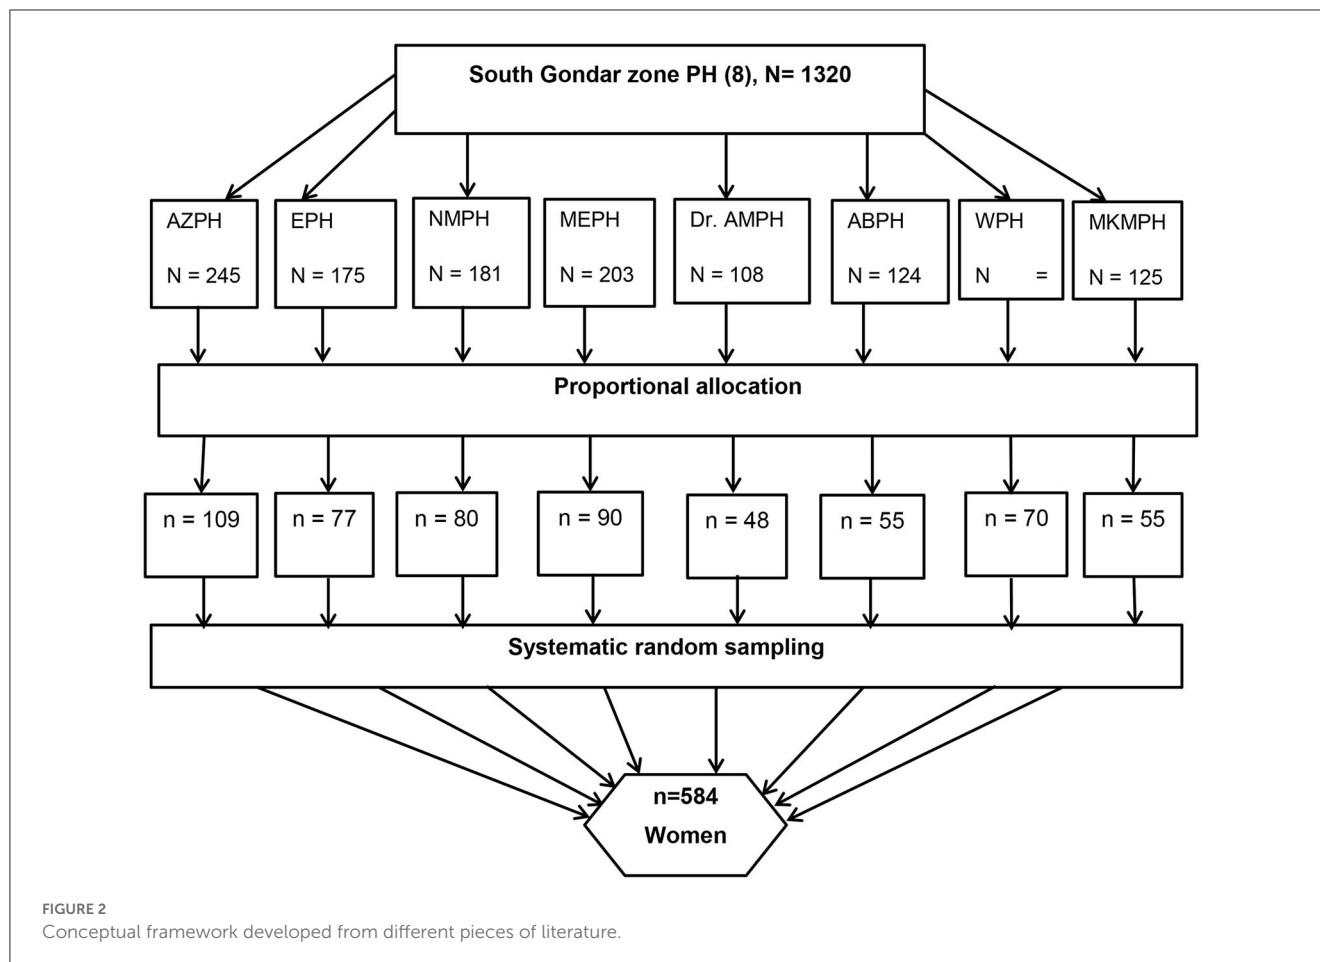 South Gondar zone PH (8), N= 1320
AZPH
N = 245
EPH
N = 175
NMPH
N = 181
MEPH
N = 203
Dr. AMPH
N = 108
ABPH
N = 124
WPH
N =
MKMPH
N = 125
Proportional allocation
n = 109
n = 77
n = 80
n = 90
n = 48
n = 55
n = 70
n = 55
Systematic random sampling
n=584
Women
FIGURE 2
Conceptual framework developed from different pieces of literature.